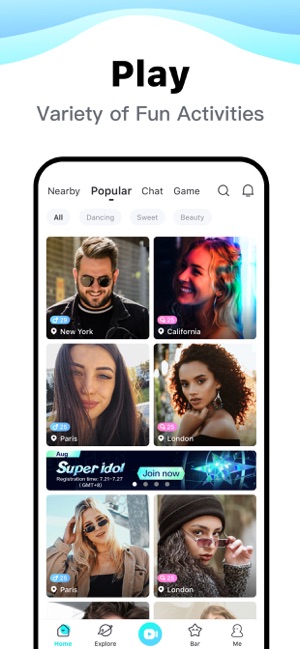 Play
Variety of Fun Activities
Nearby Popular Chat Game
All Dancing Sweet Beauty
25 25
New York California
25 25
Paris London
Aug
Super idol
Join now
Registration time: 7.21-7.27
(GMT+8)
25 25
Paris London
Home Explore Bar Me